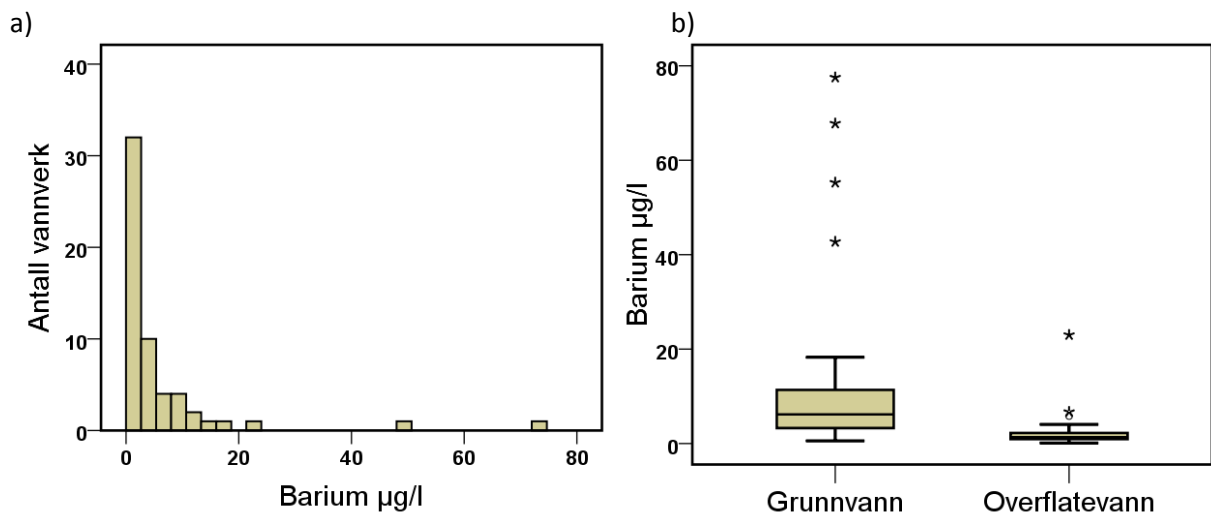 a)
40
30
20
10
0
Antall vannverk
0 20 40 60 80
Barium µg/l
b)
80
60
40
20
0
Barium µg/l
Grunnvann Overflatevann